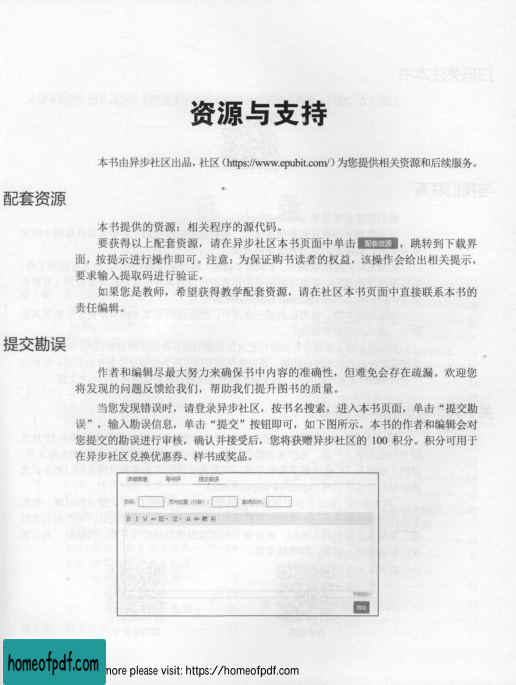 资源与支持
本书由异步社区出品，社区（https://www.epubit.com/）为您提供相关资源和后续服务。
配套资源
本书提供的资源：相关程序的源代码。
要获得以上配套资源，请在异步社区本书页面中单击 配套资源 ，跳转到下载界
面，按提示进行操作即可。注意：为保证购书读者的权益，该操作会给出相关提示，
要求输入提取码进行验证。
如果您是教师，希望获得教学配套资源，请在社区本书页面中直接联系本书的
责任编辑。
提交勘误
作者和编辑尽最大努力来确保书中内容的准确性，但难免会存在疏漏。欢迎您
将发现的问题反馈给我们，帮助我们提升图书的质量。
当您发现错误时，请登录异步社区，按书名搜索，进入本书页面，单击“提交勘
误”，输入勘误信息，单击“提交”按钮即可，如下图所示。本书的作者和编辑会对
您提交的勘误进行审核，确认并接受后，您将获赠异步社区的 100 积分。积分可用于
在异步社区兑换优惠券、样书或奖品。
详细信息 写书评 提交勘误
页码： 页内位置（行数）： 勘误印次：
B I U
字数统计
提交
homeofpdf.com
more please visit: https://homeofpdf.com